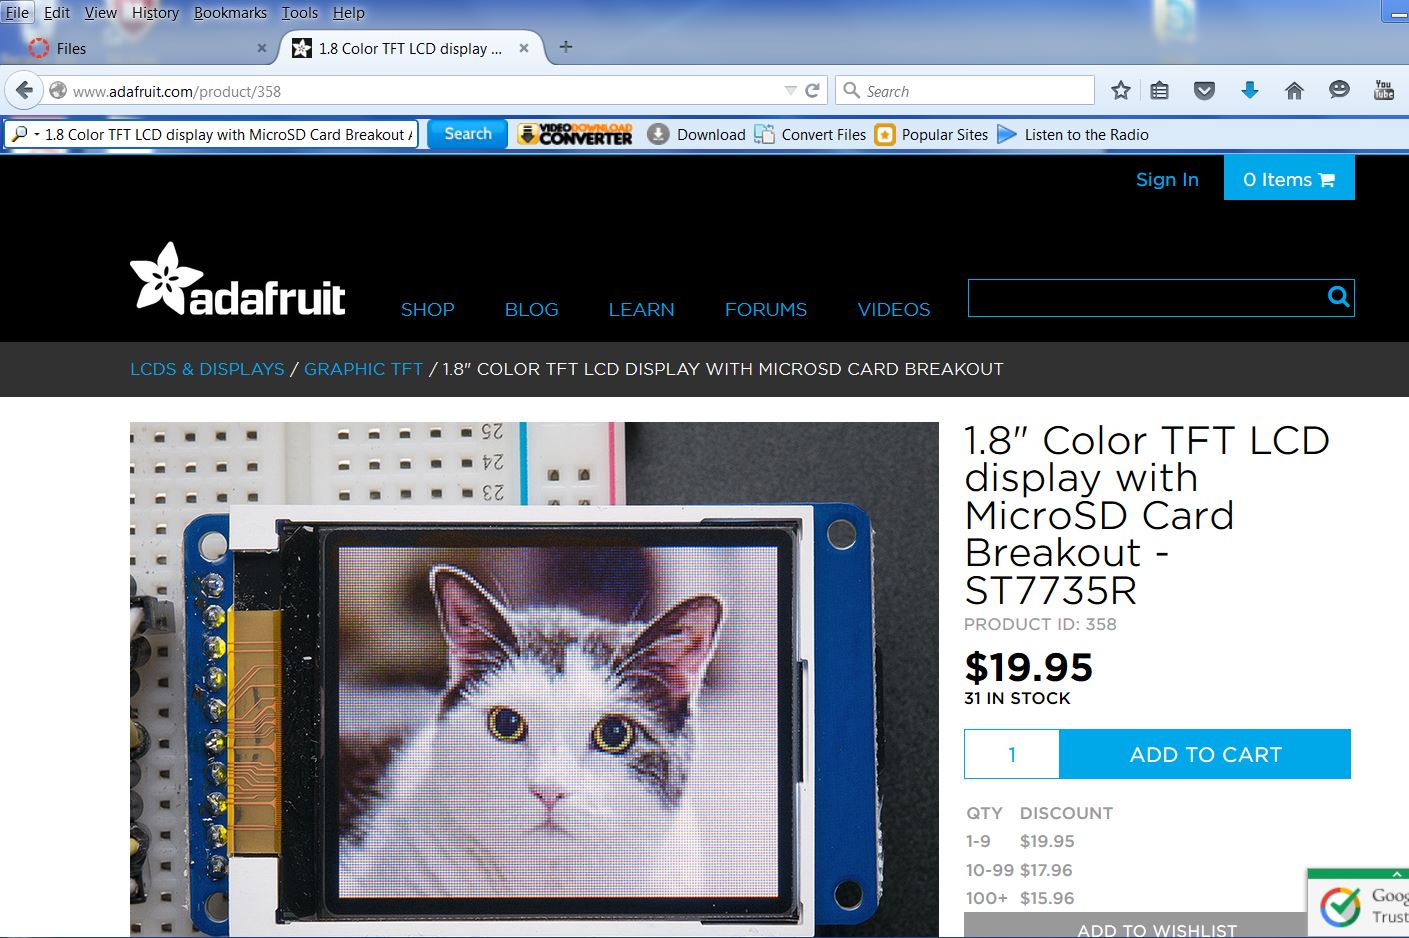 File Edit View History Bookmarks Tools Help
Files
1.8 Color TFT LCD display ...
www.adafruit.com/product/358
Search
1.8 Color TFT LCD display with MicroSD Card Breakout
Search
VIDEO DOWNLOAD CONVERTER
Download Convert Files Popular Sites Listen to the Radio
You Tube
Sign In
0 Items
adafruit
SHOP BLOG LEARN FORUMS VIDEOS
LCDS & DISPLAYS / GRAPHIC TFT / 1.8" COLOR TFT LCD DISPLAY WITH MICROSD CARD BREAKOUT
25
24
23
1.8" Color TFT LCD
display with
MicroSD Card
Breakout -
ST7735R
PRODUCT ID: 358
$19.95
31 IN STOCK
1
ADD TO CART
QTY DISCOUNT
1-9 $19.95
10-99 $17.96
100+ $15.96
ADD TO WISHLIST
Goog
Trust